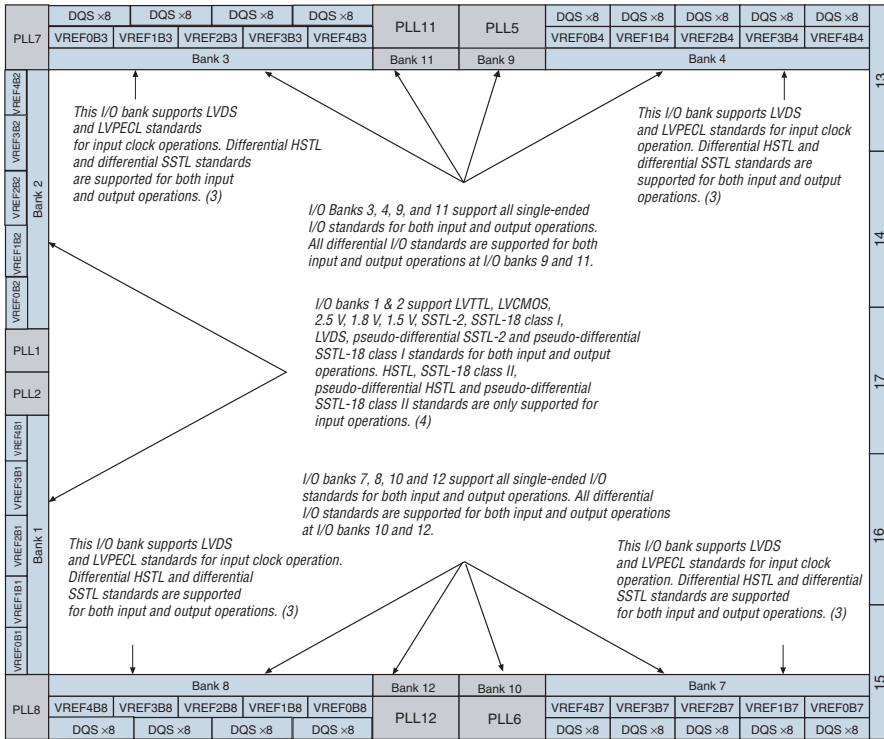 DQS ×8 DQS ×8 DQS ×8 DQS ×8
PLL11 PLL5
DQS ×8 DQS ×8 DQS ×8 DQS ×8 DQS ×8
PLL7
VREF0B3 VREF1B3 VREF2B3 VREF3B3 VREF4B3
VREF0B4 VREF1B4 VREF2B4 VREF3B4 VREF4B4
Bank 3 Bank 11 Bank 9 Bank 4
VREF4B2
VREF3B2
VREF2B2
VREF1B2
VREF0B2
Bank 2
This I/O bank supports LVDS
and LVPECL standards
for input clock operations. Differential HSTL
and differential SSTL standards
are supported for both input
and output operations. (3)
This I/O bank supports LVDS
and LVPECL standards for input clock
operation. Differential HSTL and
differential SSTL standards are
supported for both input and output
operations. (3)
13
14
17
16
15
I/O Banks 3, 4, 9, and 11 support all single-ended
I/O standards for both input and output operations.
All differential I/O standards are supported for both
input and output operations at I/O banks 9 and 11.
I/O banks 1 & 2 support LVTTL, LVCMOS,
2.5 V, 1.8 V, 1.5 V, SSTL-2, SSTL-18 class I,
LVDS, pseudo-differential SSTL-2 and pseudo-differential
SSTL-18 class I standards for both input and output
operations. HSTL, SSTL-18 class II,
pseudo-differential HSTL and pseudo-differential
SSTL-18 class II standards are only supported for
input operations. (4)
PLL1
PLL2
VREF4B1
VREF3B1
VREF2B1
VREF1B1
VREF0B1
Bank 1
I/O banks 7, 8, 10 and 12 support all single-ended I/O
standards for both input and output operations. All differential
I/O standards are supported for both input and output operations
at I/O banks 10 and 12.
This I/O bank supports LVDS
and LVPECL standards for input clock operation.
Differential HSTL and differential
SSTL standards are supported
for both input and output operations. (3)
This I/O bank supports LVDS
and LVPECL standards for input clock
operation. Differential HSTL and differential
SSTL standards are supported
for both input and output operations. (3)
Bank 8 Bank 12 Bank 10 Bank 7
PLL8
VREF4B8 VREF3B8 VREF2B8 VREF1B8 VREF0B8
PLL12 PLL6
VREF4B7 VREF3B7 VREF2B7 VREF1B7 VREF0B7
DQS ×8 DQS ×8 DQS ×8 DQS ×8
DQS ×8 DQS ×8 DQS ×8 DQS ×8 DQS ×8